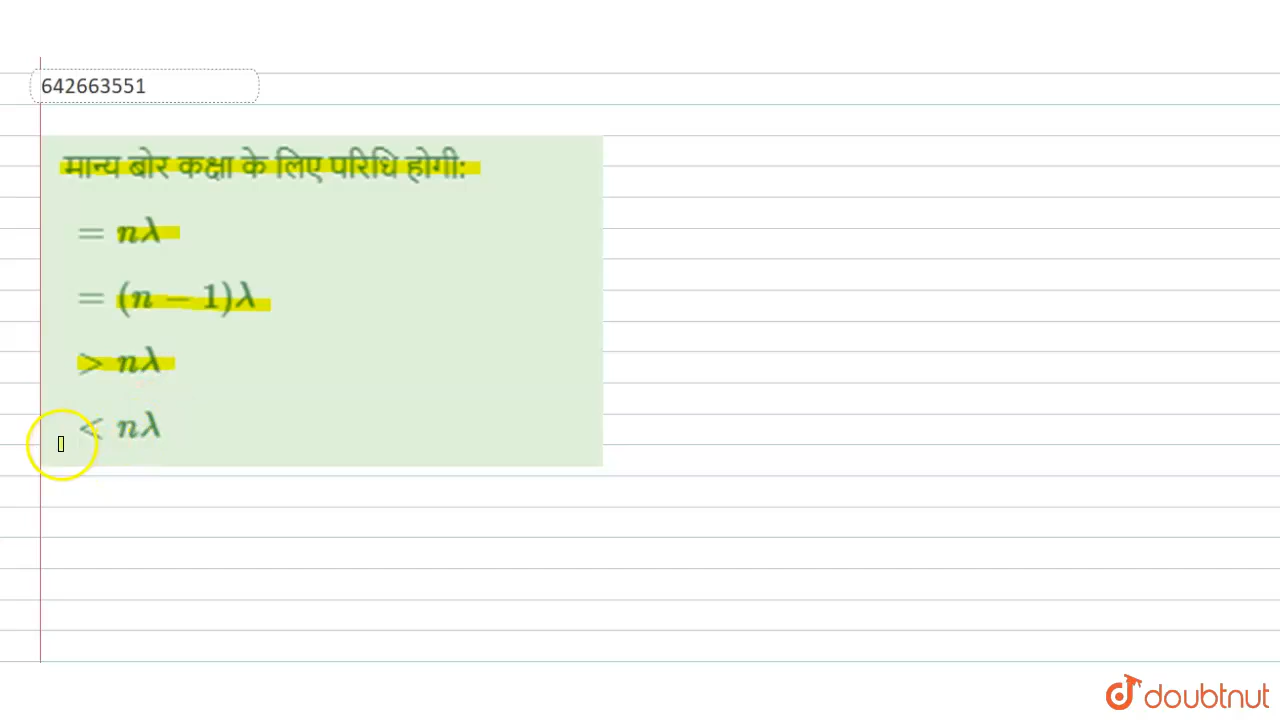 642663551
मान्य बोर कक्षा के लिए परिधि होगी:
= nλ
= (n − 1)λ
> nλ
< nλ
doubtnut